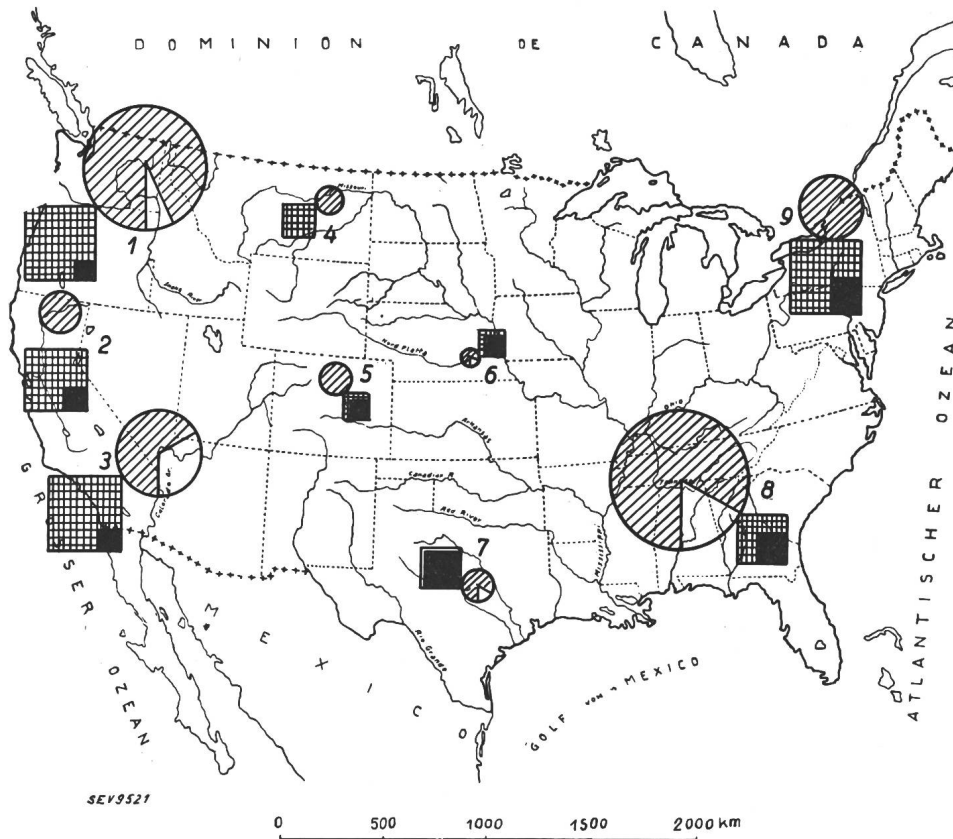 DOMINION DE CANADA
Missouri
9
1
4
Snake River
2
Nord Platte
5
6
Ohio
Arkansas
3
Canadian R.
8
Red River
Mississippi
7
GROSSER OZEAN
MEXICO
Rio Grande
GOLF VON MEXICO
ATLANTISCHER OZEAN
SEV9521
0 500 1000 1500 2000 km